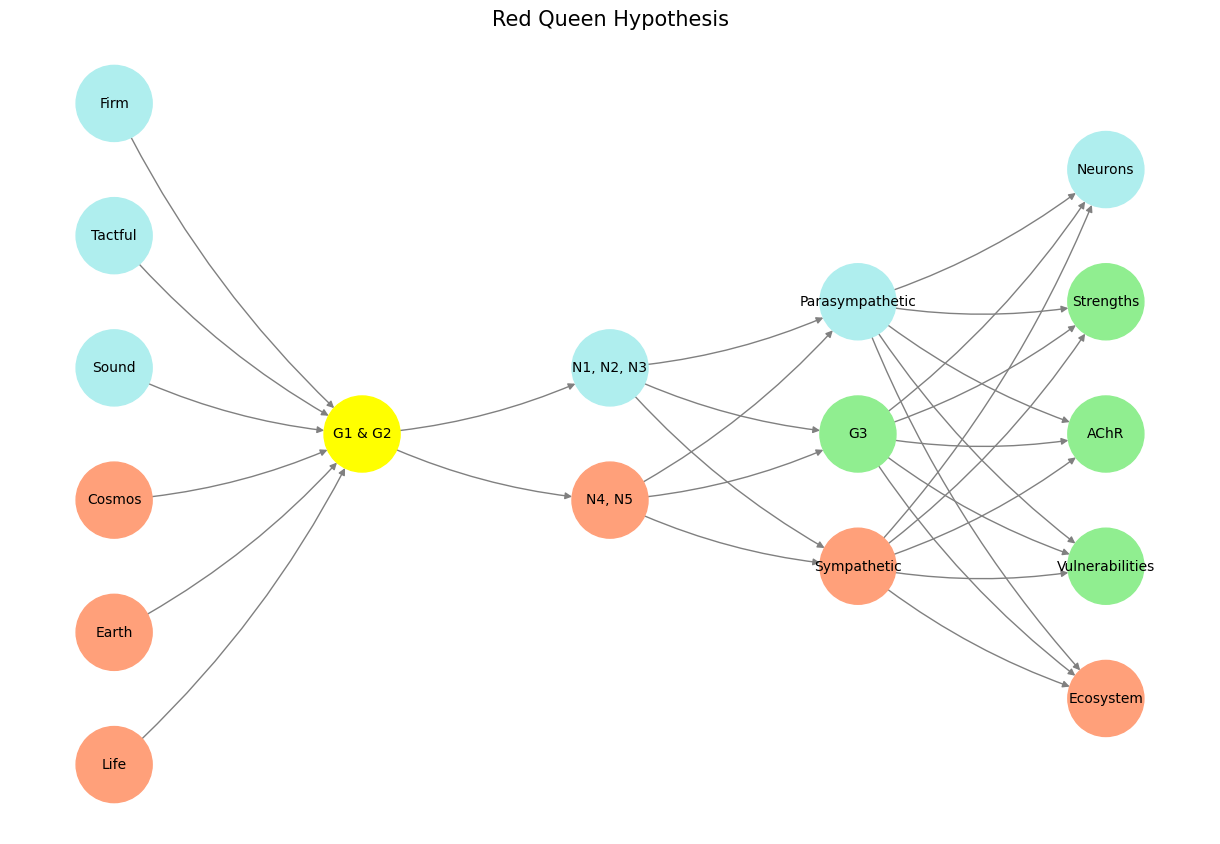 Red Queen Hypothesis
Firm
Tactful
Sound
Cosmos
Earth
Life
G1 & G2
N1, N2, N3
N4, N5
Parasympathetic
G3
Sympathetic
Neurons
Strengths
AChR
Vulnerabilities
Ecosystem